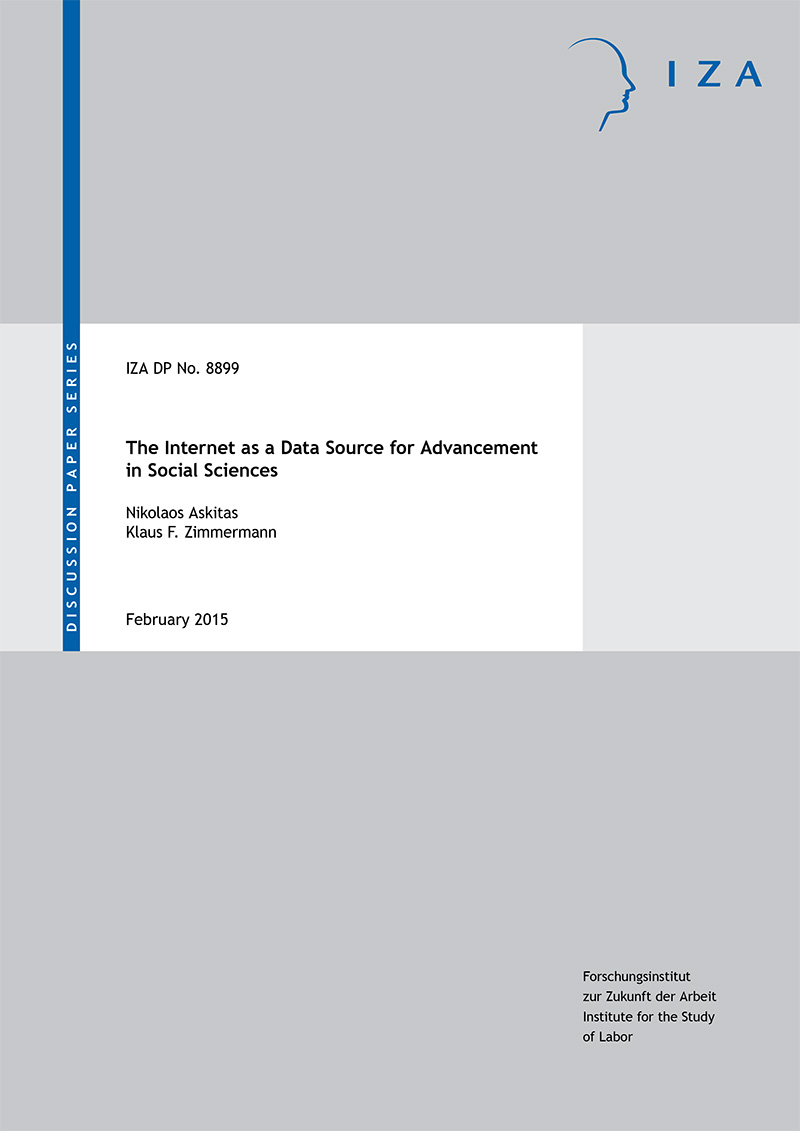 IZA
DISCUSSION PAPER SERIES
IZA DP No. 8899
The Internet as a Data Source for Advancement
in Social Sciences
Nikolaos Askitas
Klaus F. Zimmermann
February 2015
Forschungsinstitut
zur Zukunft der Arbeit
Institute for the Study
of Labor